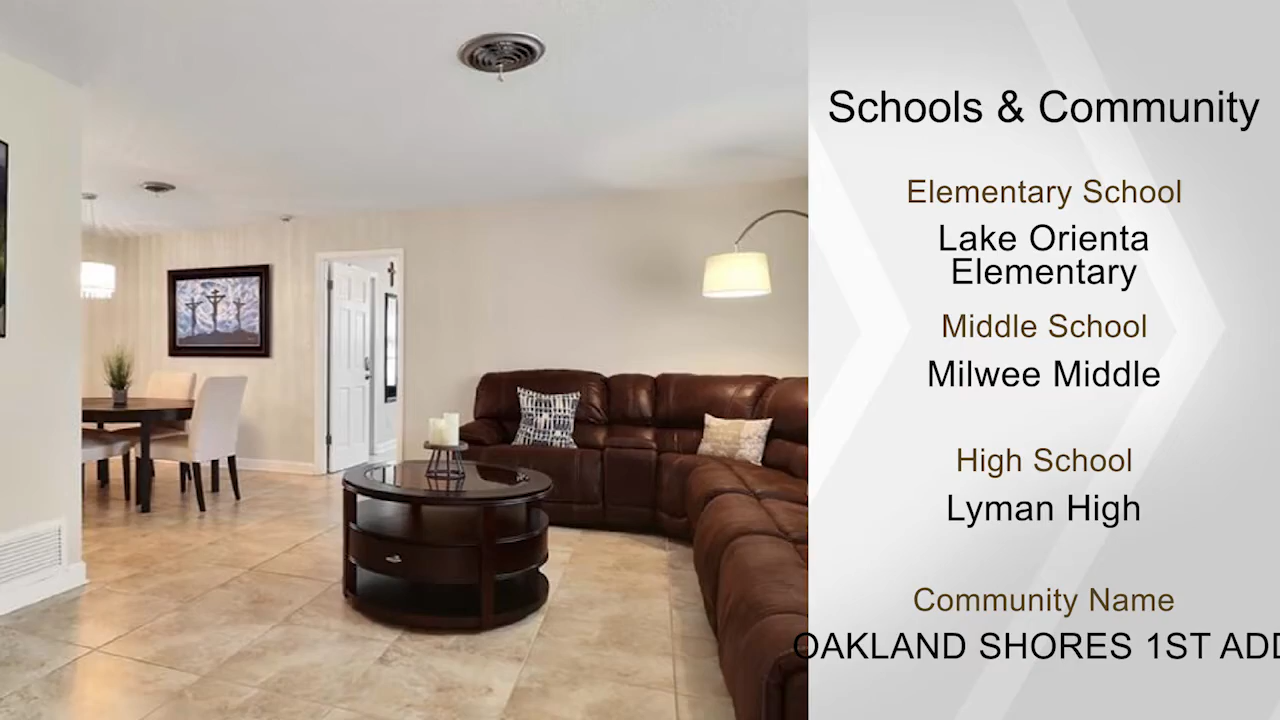 Schools & Community
Elementary School
Lake Orienta
Elementary
Middle School
Milwee Middle
High School
Lyman High
Community Name
OAKLAND SHORES 1ST ADD